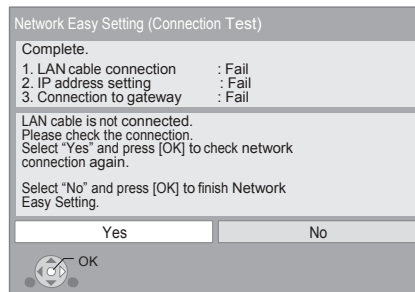 Network Easy Setting (Connection Test)
Complete.
1. LAN cable connection : Fail
2. IP address setting : Fail
3. Connection to gateway : Fail
LAN cable is not connected.
Please check the connection.
Select “Yes” and press [OK] to check network
connection again.
Select “No” and press [OK] to finish Network
Easy Setting.
Yes No
OK